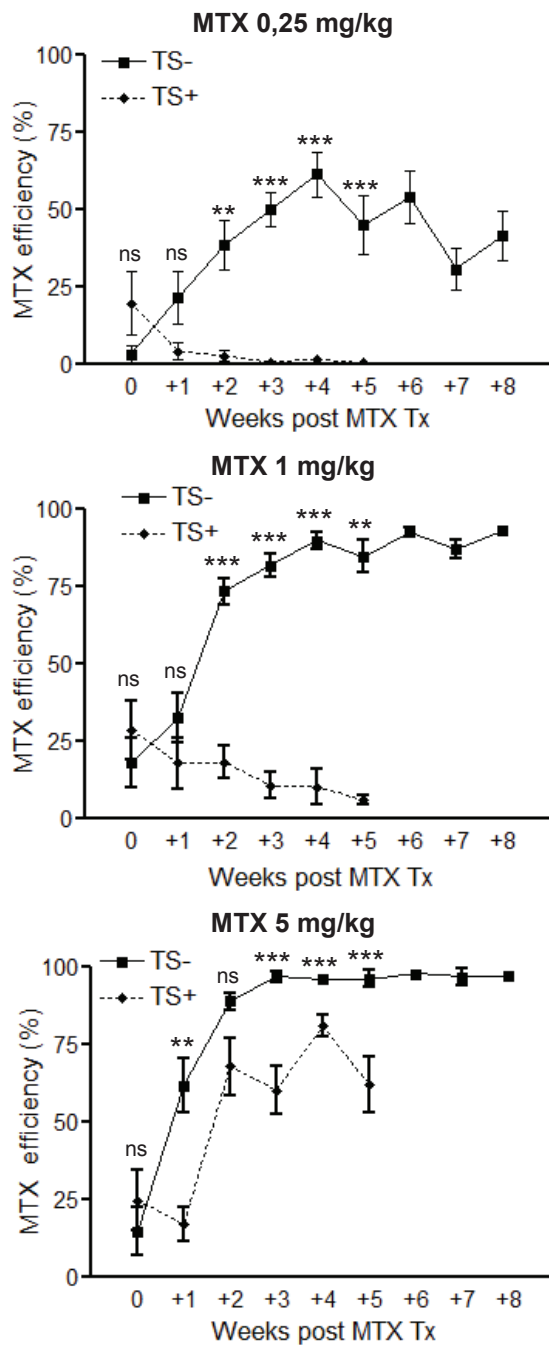 MTX 0,25 mg/kg
100
TS-
TS+
75
50
25
0
MTX efficiency (%)
ns
ns
**
***
***
***
0 +1 +2 +3 +4 +5 +6 +7 +8
Weeks post MTX Tx
MTX 1 mg/kg
100
TS-
TS+
75
50
25
0
MTX efficiency (%)
ns
ns
***
***
***
**
0 +1 +2 +3 +4 +5 +6 +7 +8
Weeks post MTX Tx
MTX 5 mg/kg
100
TS-
TS+
75
50
25
0
MTX efficiency (%)
ns
**
ns
***
***
***
0 +1 +2 +3 +4 +5 +6 +7 +8
Weeks post MTX Tx